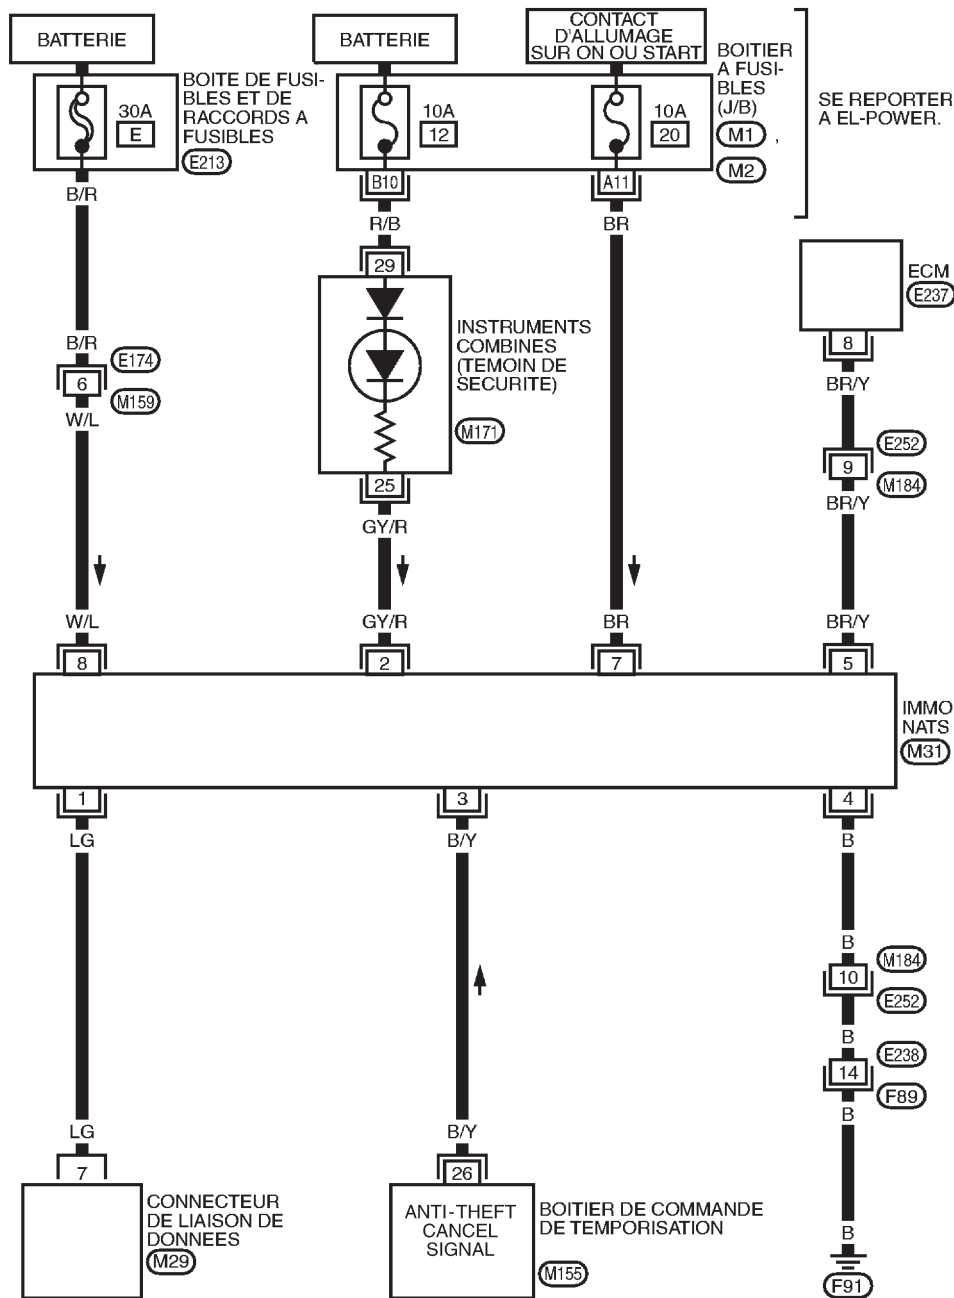 BATTERIE
BATTERIE
CONTACT
D'ALLUMAGE
SUR ON OU START
30A
E
BOITE DE FUSI-
BLES ET DE
RACCORDS A
FUSIBLES
E213
10A
12
10A
20
BOITIER
A FUSI-
BLES
(J/B)
M1 ,
M2
SE REPORTER
A EL-POWER.
B/R
B10
R/B
29
A11
BR
ECM
E237
8
BR/Y
INSTRUMENTS
COMBINES
(TEMOIN DE
SECURITE)
M171
B/R
E174
6
M159
W/L
E252
9
M184
BR/Y
25
GY/R
W/L
GY/R
BR
BR/Y
8
2
7
5
IMMO
NATS
M31
1
3
4
LG
B/Y
B
B
M184
10
E252
B
E238
14
F89
B
LG
B/Y
7
26
CONNECTEUR
DE LIAISON DE
DONNEES
M29
ANTI-THEFT
CANCEL
SIGNAL
BOITIER DE COMMANDE
DE TEMPORISATION
M155
B
F91